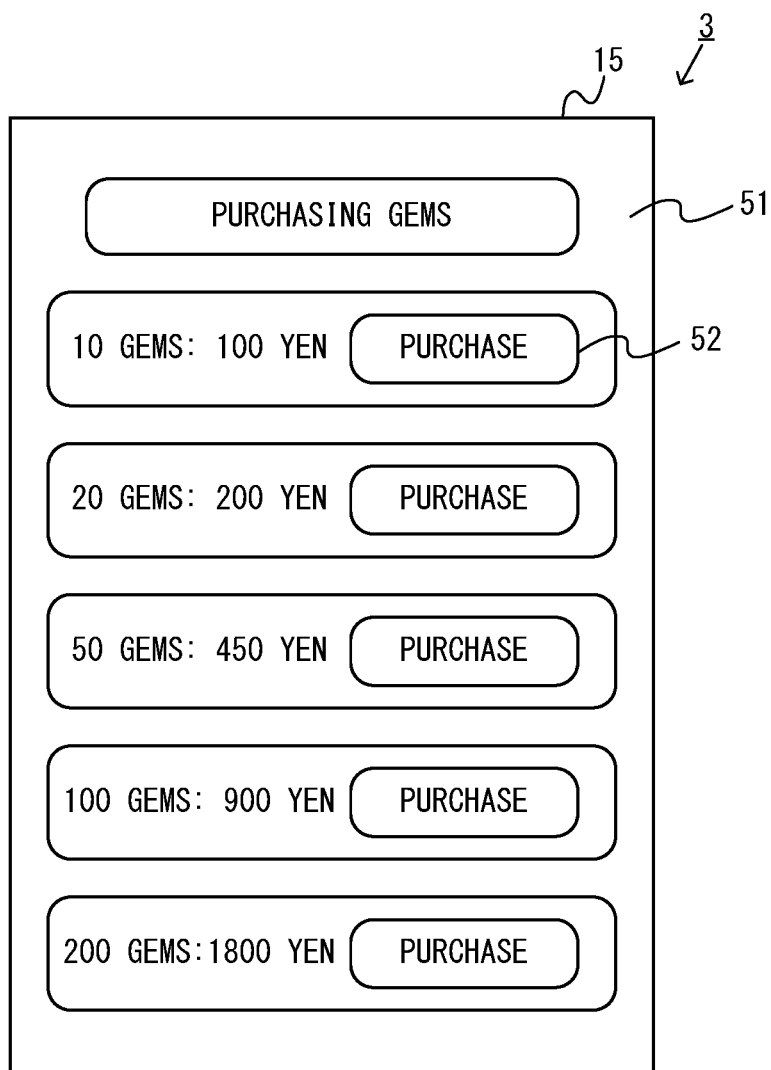 3
15
PURCHASING GEMS
51
10 GEMS: 100 YEN PURCHASE
52
20 GEMS: 200 YEN PURCHASE
50 GEMS: 450 YEN PURCHASE
100 GEMS: 900 YEN PURCHASE
200 GEMS:1800 YEN PURCHASE